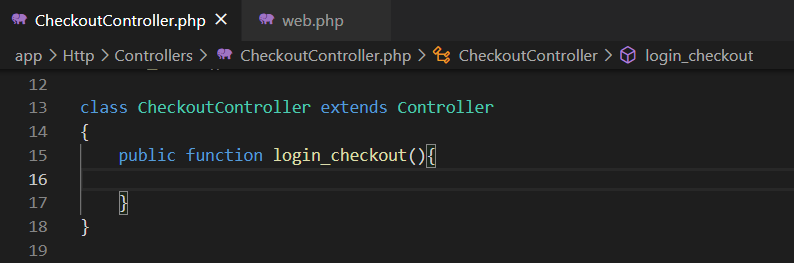 CheckoutController.php × web.php
app > Http > Controllers > CheckoutController.php > CheckoutController > login_checkout
12
13 class CheckoutController extends Controller
14 {
15     public function login_checkout(){
16
17     }
18 }
19